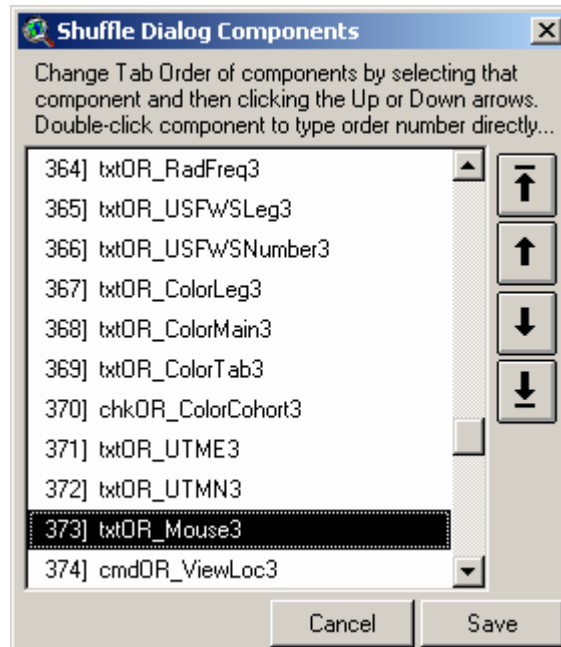 Shuffle Dialog Components
Change Tab Order of components by selecting that
component and then clicking the Up or Down arrows.
Double-click component to type order number directly...
364] txtOR_RadFreq3
365] txtOR_USFWSLeg3
366] txtOR_USFWSNumber3
367] txtOR_ColorLeg3
368] txtOR_ColorMain3
369] txtOR_ColorTab3
370] chkOR_ColorCohort3
371] txtOR_UTME3
372] txtOR_UTMN3
373] txtOR_Mouse3
374] cmdOR_ViewLoc3
Cancel Save